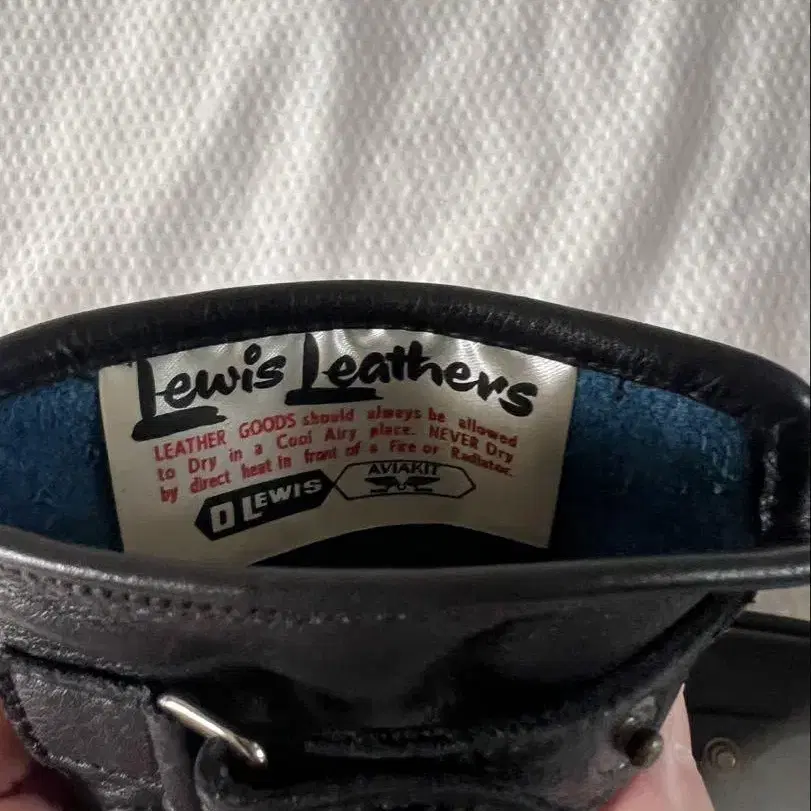 Lewis Leathers
LEATHER GOODS should always be allowed
to Dry in a Cool Airy place. NEVER Dry
by direct heat in front of a Fire or Radiator.
D LEWIS
AVIAKIT